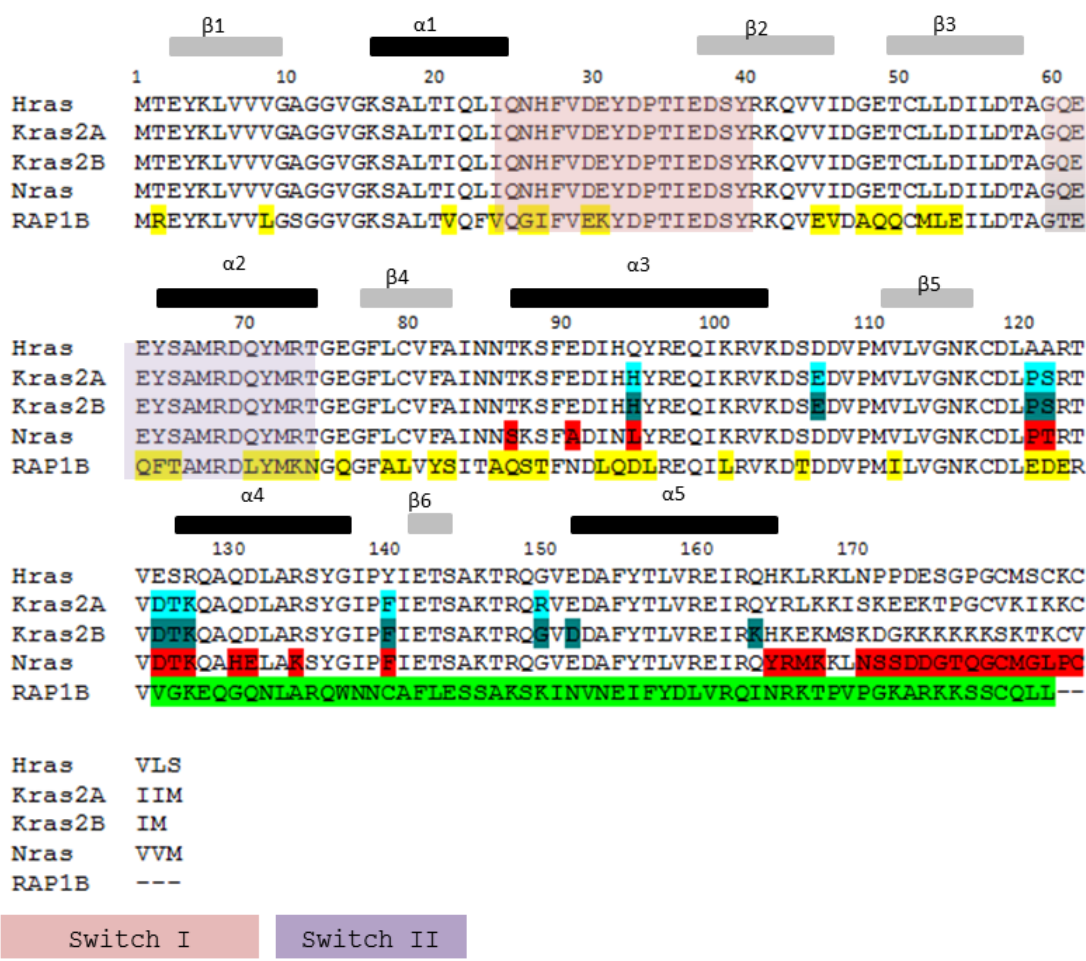 β1 α1 β2 β3
1 10 20 30 40 50 60
Hras MTEYKLVVVGAGGVGKSALTIQLIQNHFVDEYDPTIEDSYRKQVVIDGETCLLDILDTAGQE
Kras2A MTEYKLVVVGAGGVGKSALTIQLIQNHFVDEYDPTIEDSYRKQVVIDGETCLLDILDTAGQE
Kras2B MTEYKLVVVGAGGVGKSALTIQLIQNHFVDEYDPTIEDSYRKQVVIDGETCLLDILDTAGQE
Nras MTEYKLVVVGAGGVGKSALTIQLIQNHFVDEYDPTIEDSYRKQVVIDGETCLLDILDTAGQE
RAP1B MREYKLVVLGSGGVGKSALTVQFVQGIFVEKYDPTIEDSYRKQVEVDAQQCMLEILDTAGTE
α2 β4 α3 β5
70 80 90 100 110 120
Hras EYSAMRDQYMRTGEGFLCVFAINNTKSFEDIHQYREQIKRVKDSDDVPMVLVGNKCDLAART
Kras2A EYSAMRDQYMRTGEGFLCVFAINNTKSFEDIHHYREQIKRVKDSEDVPMVLVGNKCDLPSRT
Kras2B EYSAMRDQYMRTGEGFLCVFAINNTKSFEDIHHYREQIKRVKDSEDVPMVLVGNKCDLPSRT
Nras EYSAMRDQYMRTGEGFLCVFAINNSKSFADINLYREQIKRVKDSDDVPMVLVGNKCDLPTRT
RAP1B QFTAMRDLYMKNGQGFALVYSITAQSTFNDLQDLREQILRVKDTDDVPMILVGNKCDLEDER
α4 β6 α5
130 140 150 160 170
Hras VESRQAQDLARSYGIPYIETSAKTRQGVEDAFYTLVREIRQHKLRKLNPPDESGPGCMSCKC
Kras2A VDTKQAQDLARSYGIPFIETSAKTRQRVEDAFYTLVREIRQYRLKKISKEEKTPGCVKIKKC
Kras2B VDTKQAQDLARSYGIPFIETSAKTRQGVDDAFYTLVREIRKHKEKMSKDGKKKKKKSKTKCV
Nras VDTKQAHELAKSYGIPFIETSAKTRQGVEDAFYTLVREIRQYRMKKLNSSDDGTQGCMGLPC
RAP1B VVGKEQGQNLARQWNNCAFLESSAKSKINVNEIFYDLVRQINRKTPVPGKARKKSSCQLL--
Hras VLS
Kras2A IIM
Kras2B IM
Nras VVM
RAP1B ---
Switch I Switch II